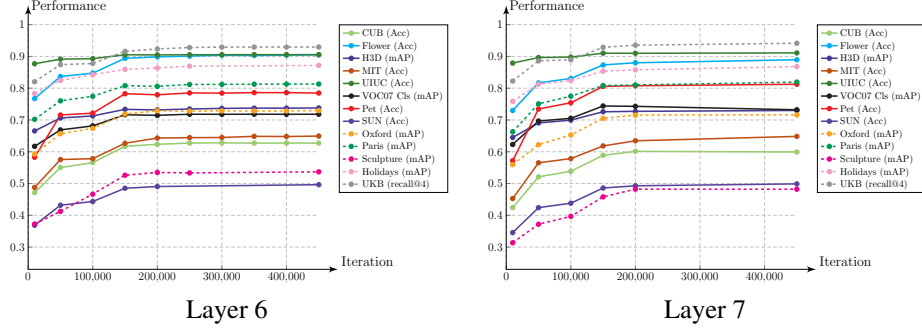 Performance
1
0.9
0.8
0.7
0.6
0.5
0.4
0.3
0
100,000
200,000
300,000
400,000
Iteration
CUB (Acc)
Flower (Acc)
H3D (mAP)
MIT (Acc)
UIUC (Acc)
VOC07 Cls (mAP)
Pet (Acc)
SUN (Acc)
Oxford (mAP)
Paris (mAP)
Sculpture (mAP)
Holidays (mAP)
UKB (recall@4)
Layer 6
Performance
1
0.9
0.8
0.7
0.6
0.5
0.4
0.3
0
100,000
200,000
300,000
400,000
Iteration
CUB (Acc)
Flower (Acc)
H3D (mAP)
MIT (Acc)
UIUC (Acc)
VOC07 Cls (mAP)
Pet (Acc)
SUN (Acc)
Oxford (mAP)
Paris (mAP)
Sculpture (mAP)
Holidays (mAP)
UKB (recall@4)
Layer 7